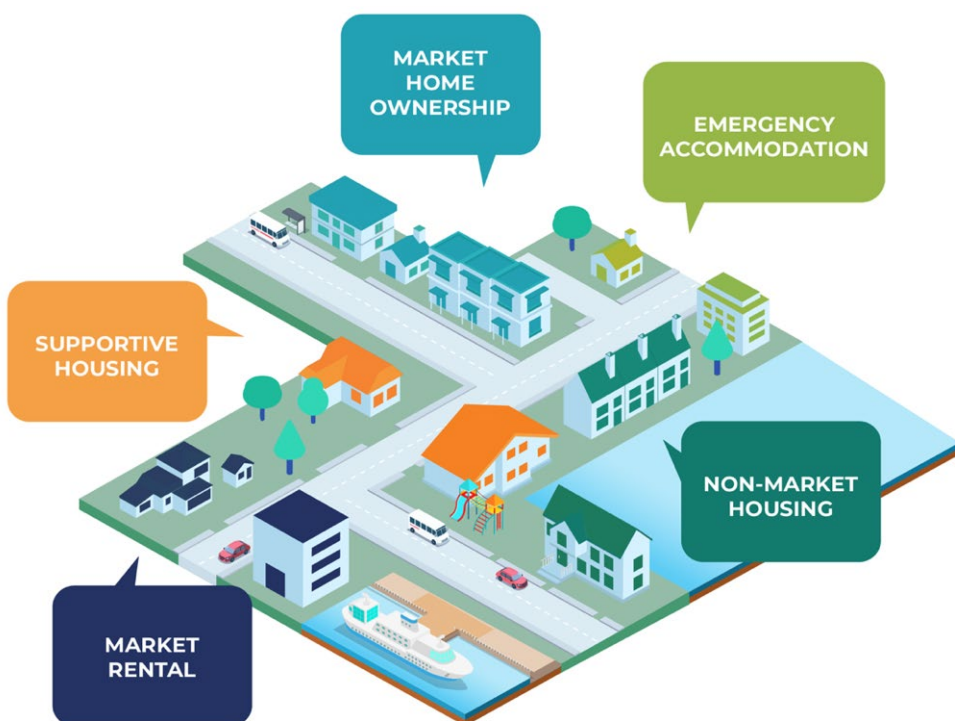 MARKET
HOME
OWNERSHIP
EMERGENCY
ACCOMMODATION
SUPPORTIVE
HOUSING
NON-MARKET
HOUSING
MARKET
RENTAL